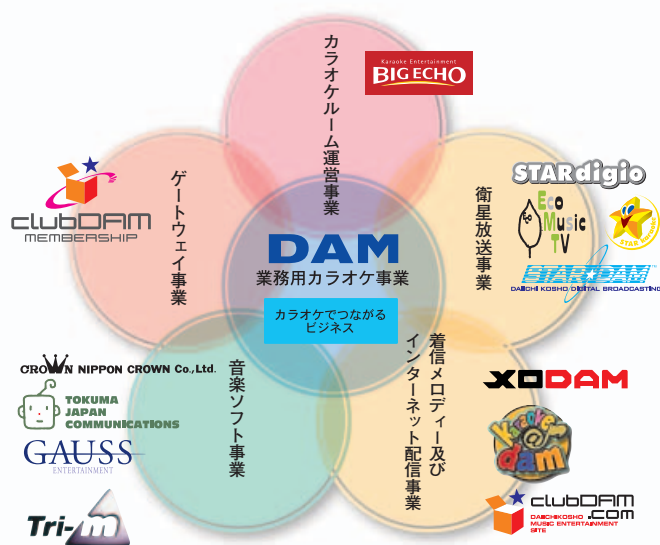 カラオケルーム運営事業
Karaoke Entertainment
BIG ECHO
ゲートウェイ事業
clubDAM
MEMBERSHIP
衛星放送事業
STARdigio
Eco
Music
TV
STAR KARAOKE
STAR★DAM
DAIICHI KOSHO DIGITAL BROADCASTING
DAM
業務用カラオケ事業
カラオケでつながる
ビジネス
音楽ソフト事業
CROWN NIPPON CROWN Co.,Ltd.
TOKUMA
JAPAN
COMMUNICATIONS
GAUSS
ENTERTAINMENT
Tri-m
着信メロディー及び
インターネット配信事業
XODAM
Karaoke@
dam
clubDAM
.com
DAIICHIKOSHO
MUSIC ENTERTAINMENT
SITE